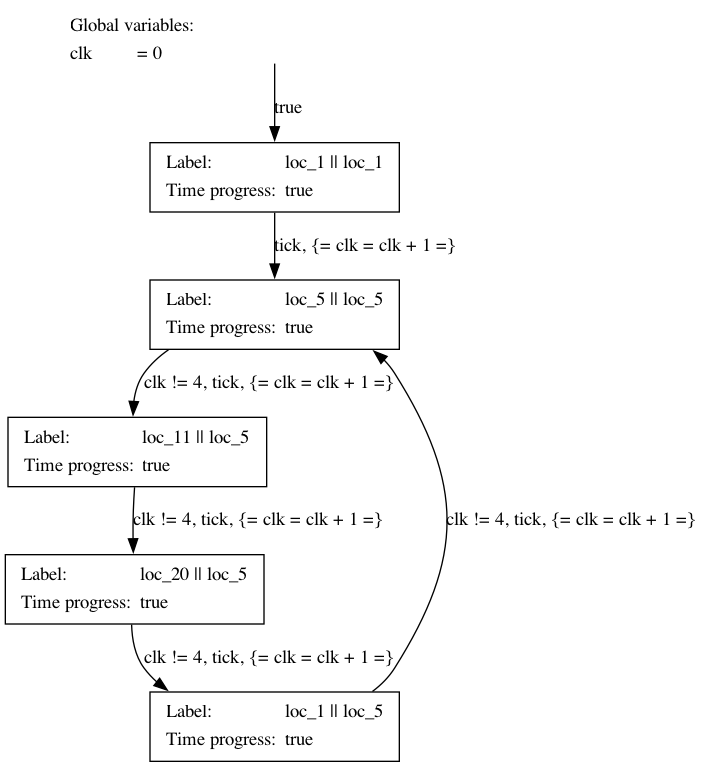 Global variables:
clk = 0
true
Label: loc_1 || loc_1
Time progress: true
tick, {= clk = clk + 1 =}
Label: loc_5 || loc_5
Time progress: true
clk != 4, tick, {= clk = clk + 1 =}
Label: loc_11 || loc_5
Time progress: true
clk != 4, tick, {= clk = clk + 1 =}
clk != 4, tick, {= clk = clk + 1 =}
Label: loc_20 || loc_5
Time progress: true
clk != 4, tick, {= clk = clk + 1 =}
Label: loc_1 || loc_5
Time progress: true